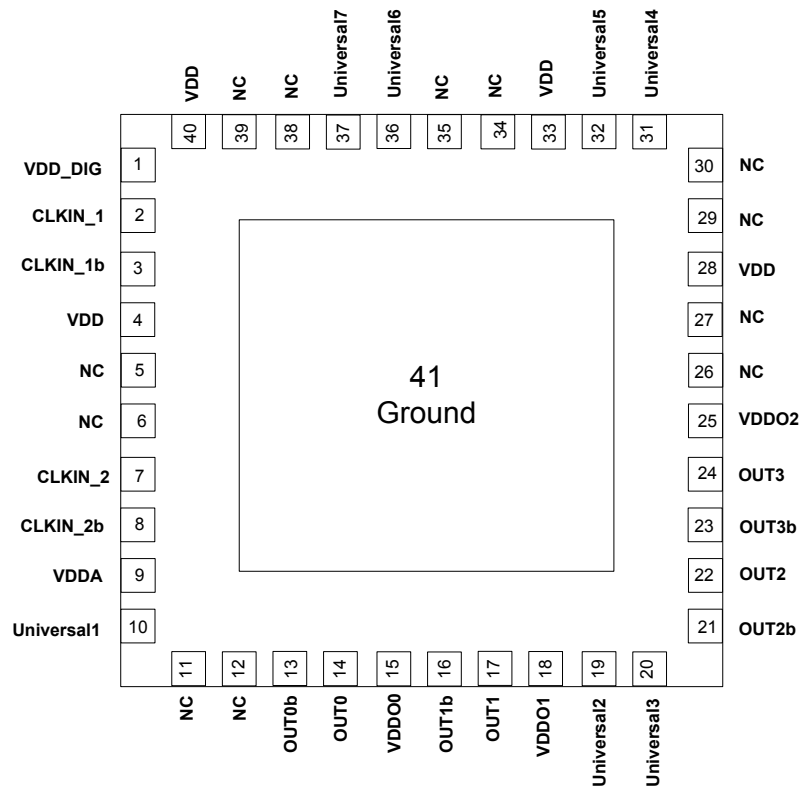 VDD
NC
NC
Universal7
Universal6
NC
NC
VDD
Universal5
Universal4
40
39
38
37
36
35
34
33
32
31
VDD_DIG
1
30
NC
CLKIN_1
2
29
NC
CLKIN_1b
3
28
VDD
VDD
4
27
NC
NC
5
26
NC
NC
6
25
VDDO2
CLKIN_2
7
24
OUT3
CLKIN_2b
8
23
OUT3b
VDDA
9
22
OUT2
Universal1
10
21
OUT2b
41
Ground
11
12
13
14
15
16
17
18
19
20
NC
NC
OUT0b
OUT0
VDDO0
OUT1b
OUT1
VDDO1
Universal2
Universal3